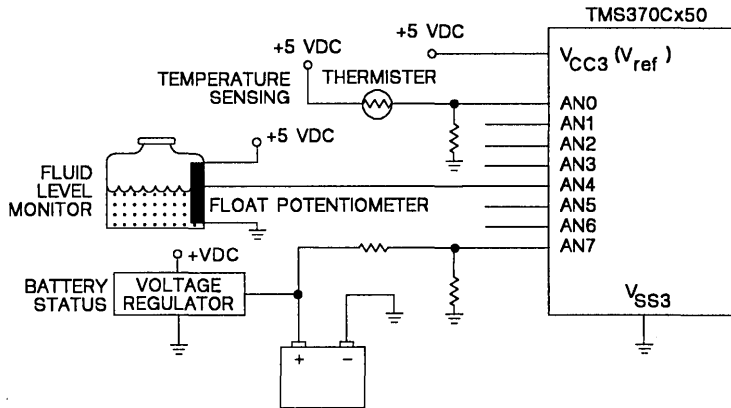 TMS370Cx50
+5 VDC
+5 VDC
VCC3 (Vref)
TEMPERATURE
SENSING
THERMISTER
AN0
AN1
AN2
AN3
AN4
AN5
AN6
AN7
+5 VDC
FLUID
LEVEL
MONITOR
FLOAT POTENTIOMETER
+VDC
BATTERY
STATUS
VOLTAGE
REGULATOR
VSS3
+ −